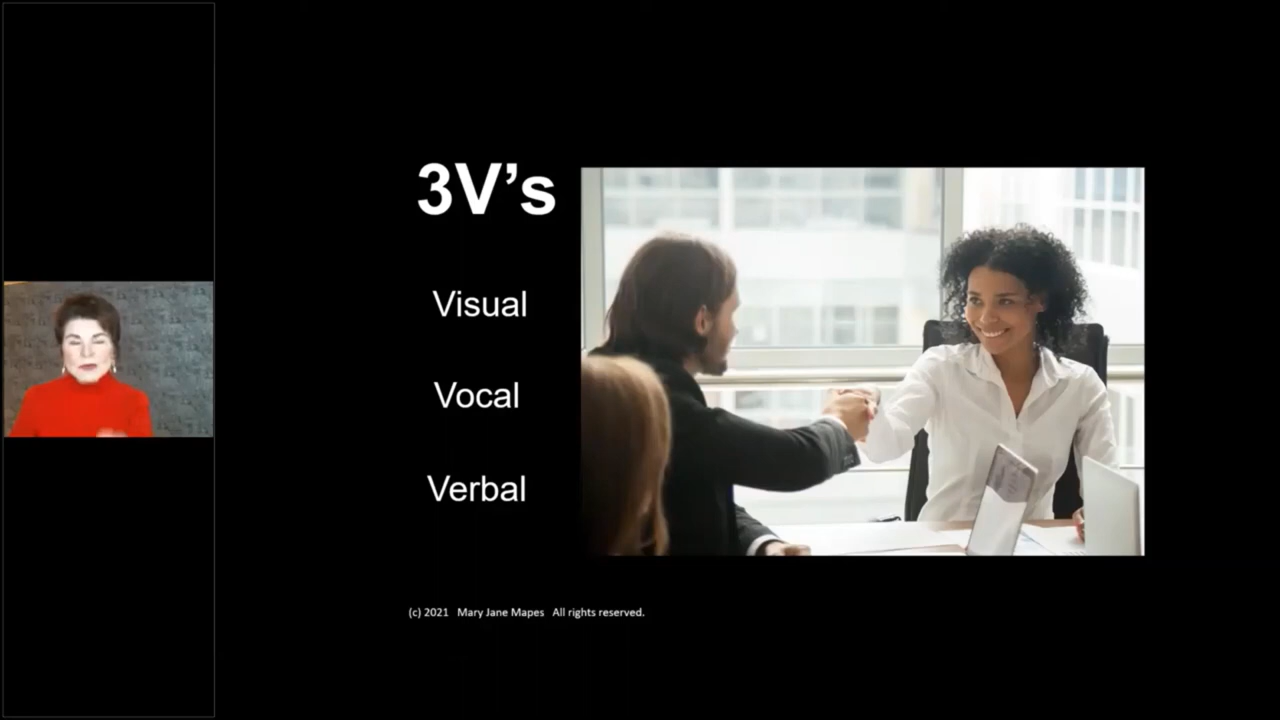 3V's
Visual
Vocal
Verbal
(c) 2021 Mary Jane Mapes All rights reserved.